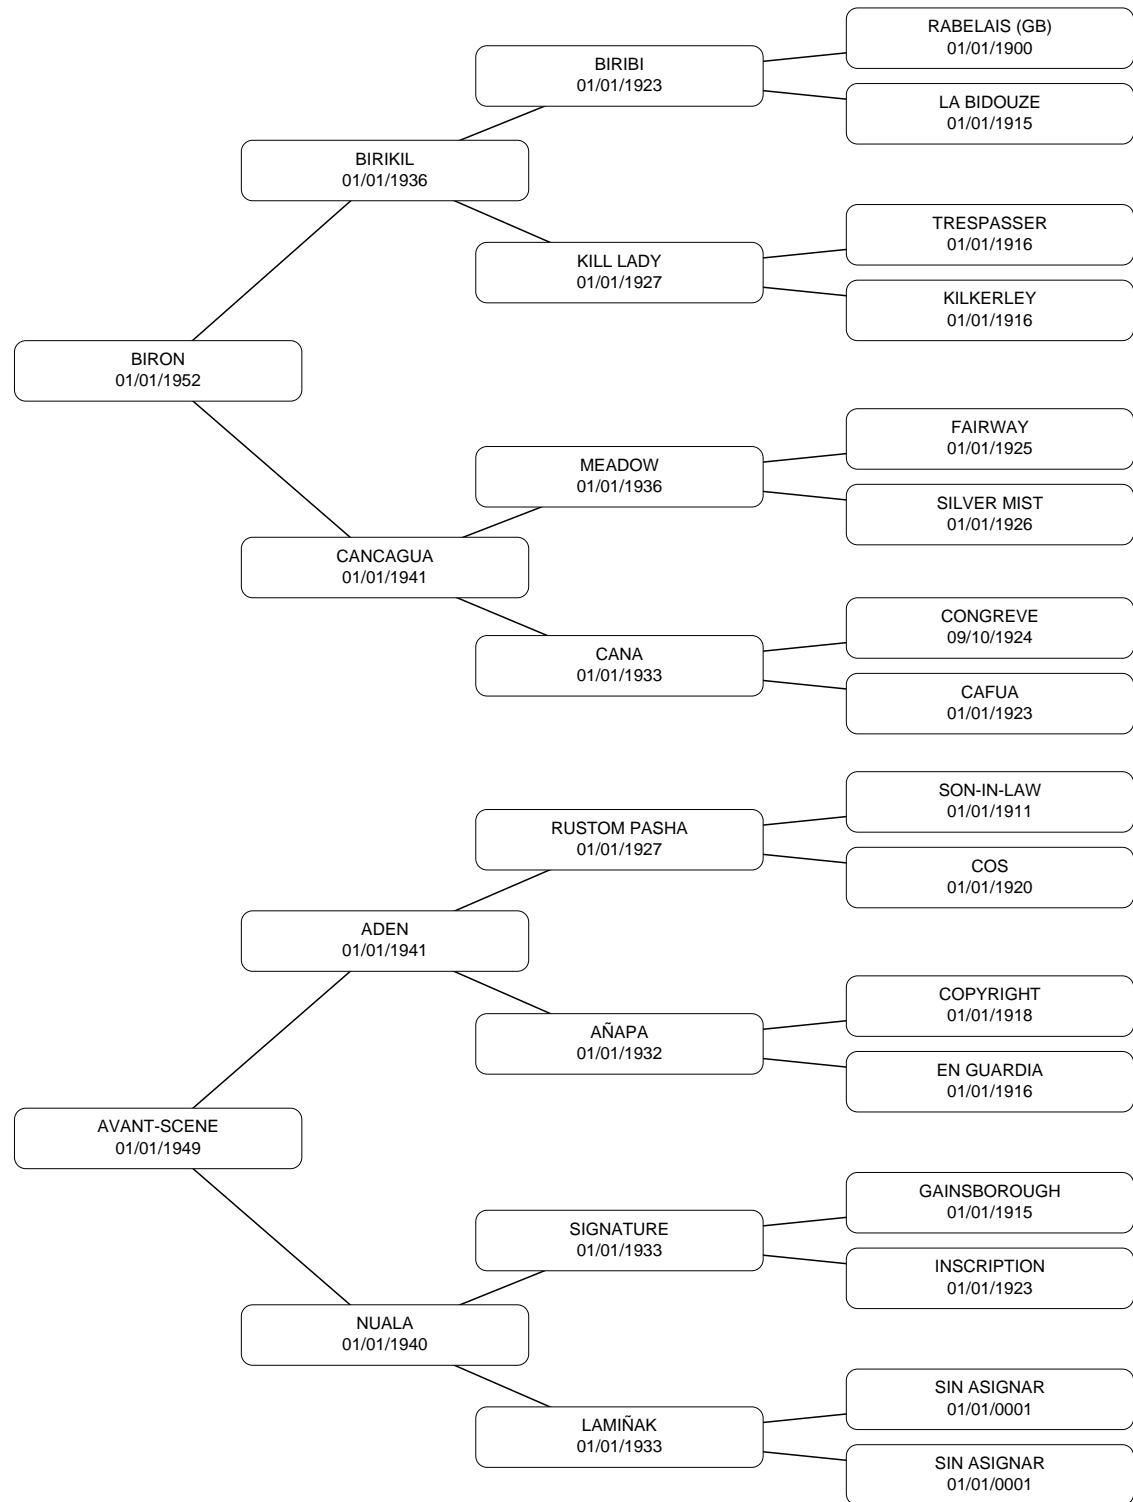 RABELAIS (GB)
01/01/1900
BIRIBI
01/01/1923
LA BIDOUZE
01/01/1915
BIRIKIL
01/01/1936
TRESPASSER
01/01/1916
KILL LADY
01/01/1927
KILKERLEY
01/01/1916
BIRON
01/01/1952
FAIRWAY
01/01/1925
MEADOW
01/01/1936
SILVER MIST
01/01/1926
CANCAGUA
01/01/1941
CONGREVE
09/10/1924
CANA
01/01/1933
CAFUA
01/01/1923
SON-IN-LAW
01/01/1911
RUSTOM PASHA
01/01/1927
COS
01/01/1920
ADEN
01/01/1941
COPYRIGHT
01/01/1918
AÑAPA
01/01/1932
EN GUARDIA
01/01/1916
AVANT-SCENE
01/01/1949
GAINSBOROUGH
01/01/1915
SIGNATURE
01/01/1933
INSCRIPTION
01/01/1923
NUALA
01/01/1940
SIN ASIGNAR
01/01/0001
LAMIÑAK
01/01/1933
SIN ASIGNAR
01/01/0001